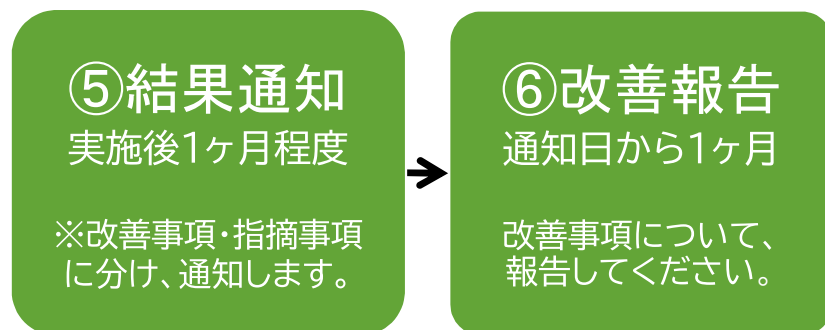 ⑤結果通知
実施後1ヶ月程度
※改善事項・指摘事項
に分け、通知します。
⑥改善報告
通知日から1ヶ月
改善事項について、
報告してください。